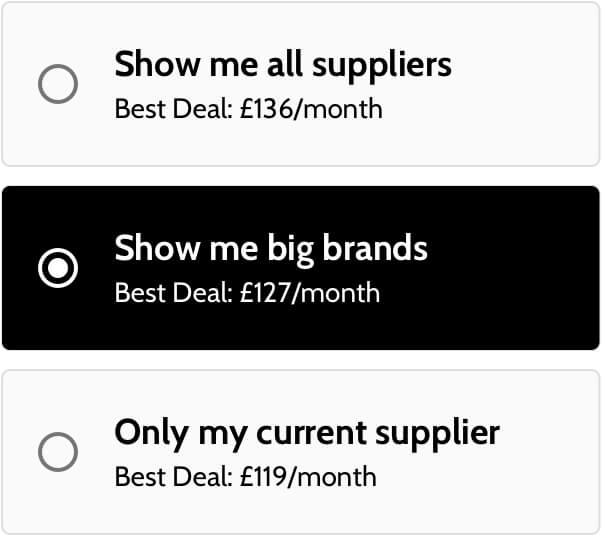 Show me all suppliers
Best Deal: £136/month
Show me big brands
Best Deal: £127/month
Only my current supplier
Best Deal: £119/month